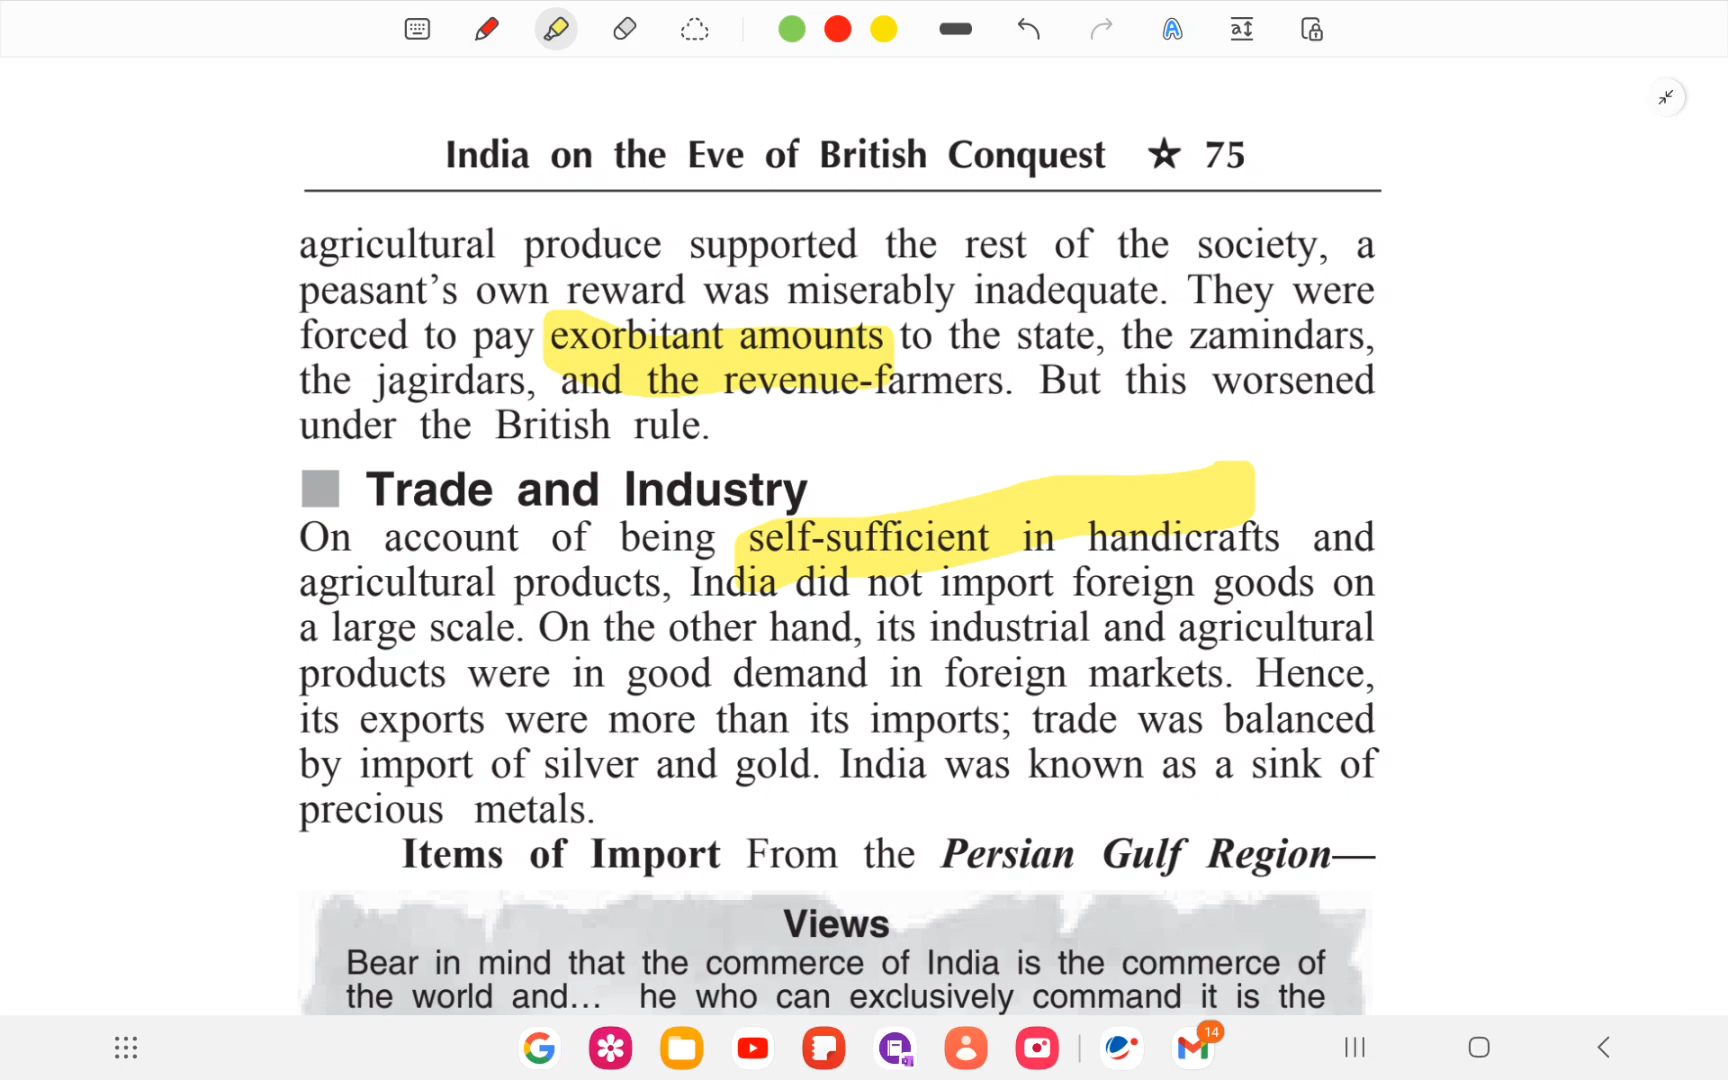 India on the Eve of British Conquest ★ 75
agricultural produce supported the rest of the society, a
peasant’s own reward was miserably inadequate. They were
forced to pay exorbitant amounts to the state, the zamindars,
the jagirdars, and the revenue-farmers. But this worsened
under the British rule.
Trade and Industry
On account of being self-sufficient in handicrafts and
agricultural products, India did not import foreign goods on
a large scale. On the other hand, its industrial and agricultural
products were in good demand in foreign markets. Hence,
its exports were more than its imports; trade was balanced
by import of silver and gold. India was known as a sink of
precious metals.
Items of Import From the Persian Gulf Region—
Views
Bear in mind that the commerce of India is the commerce of
the world and... he who can exclusively command it is the
14